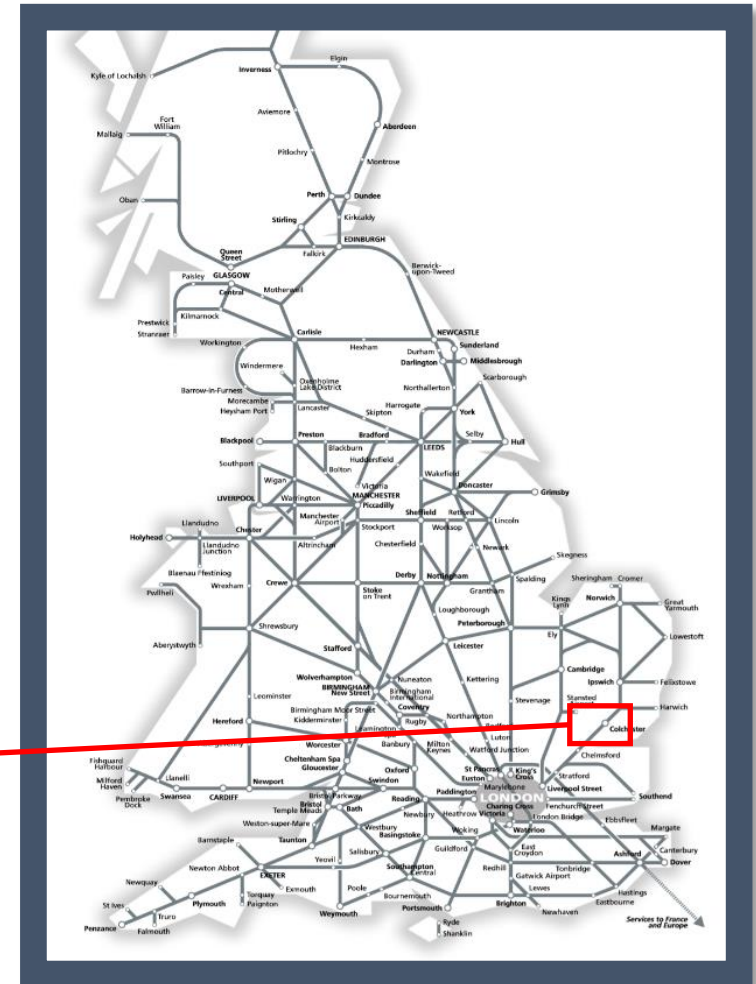 Elgin
Kyle of Lochalsh
Inverness
Aviemore
Fort
William
Mallaig
Aberdeen
Pitlochry
Montrose
Oban
Perth
Dundee
Stirling
Kirkcaldy
Queen
Street
Falkirk
EDINBURGH
GLASGOW
Central
Paisley
Motherwell
Berwick-
upon-Tweed
Prestwick
Stranraer
Kilmarnock
Carlisle
Hexham
NEWCASTLE
Sunderland
Durham
Darlington
Middlesbrough
Workington
Windermere
Oxenholme
Lake District
Northallerton
Scarborough
Barrow-in-Furness
Morecambe
Heysham Port
Lancaster
Harrogate
Skipton
York
Blackpool
Preston
Blackburn
Bradford
LEEDS
Selby
Hull
Huddersfield
Southport
Bolton
Wigan
Victoria
Wakefield
Doncaster
Grimsby
LIVERPOOL
Warrington
MANCHESTER
Piccadilly
Manchester
Airport
Stockport
Sheffield
Retford
Worksop
Lincoln
Llandudno
Chester
Holyhead
Llandudno
Junction
Altrincham
Chesterfield
Newark
Skegness
Blaenau Ffestiniog
Pwllheli
Wrexham
Crewe
Stoke
on Trent
Derby
Nottingham
Grantham
Spalding
Sheringham
Cromer
Kings
Lynn
Norwich
Great
Yarmouth
Loughborough
Peterborough
Ely
Lowestoft
Aberystwyth
Shrewsbury
Stafford
Leicester
Wolverhampton
BIRMINGHAM
New Street
Nuneaton
Birmingham
International
Kettering
Cambridge
Ipswich
Felixstowe
Leominster
Birmingham Moor Street
Kidderminster
Coventry
Rugby
Northampton
Stevenage
Stansted
Harwich
Hereford
Leamington
Worcester
Banbury
Milton
Keynes
Luton
Watford Junction
Colchester
Chelmsford
Fishguard
Harbour
Milford
Haven
Pembroke
Dock
Llanelli
Swansea
CARDIFF
Newport
Cheltenham Spa
Gloucester
Oxford
Swindon
St Pancras
Euston
King's
Cross
Stratford
Marylebone
Liverpool Street
Paddington
LONDON
Southend
Bristol Parkway
Bristol
Temple Meads
Bath
Reading
Charing Cross
Fenchurch Street
London Bridge
Newbury
Heathrow
Victoria
Waterloo
Ebbsfleet
Margate
Weston-super-Mare
Westbury
Basingstoke
Woking
Barnstaple
Taunton
Salisbury
Guildford
East
Croydon
Canterbury
Ashford
Dover
Newton Abbot
Yeovil
Southampton
Central
Redhill
Gatwick Airport
Tonbridge
Newquay
EXETER
Exmouth
Poole
Bournemouth
Lewes
Hastings
Eastbourne
St Ives
Truro
Plymouth
Torquay
Paignton
Weymouth
Portsmouth
Brighton
Newhaven
Penzance
Falmouth
Ryde
Shanklin
Services to France
and Europe